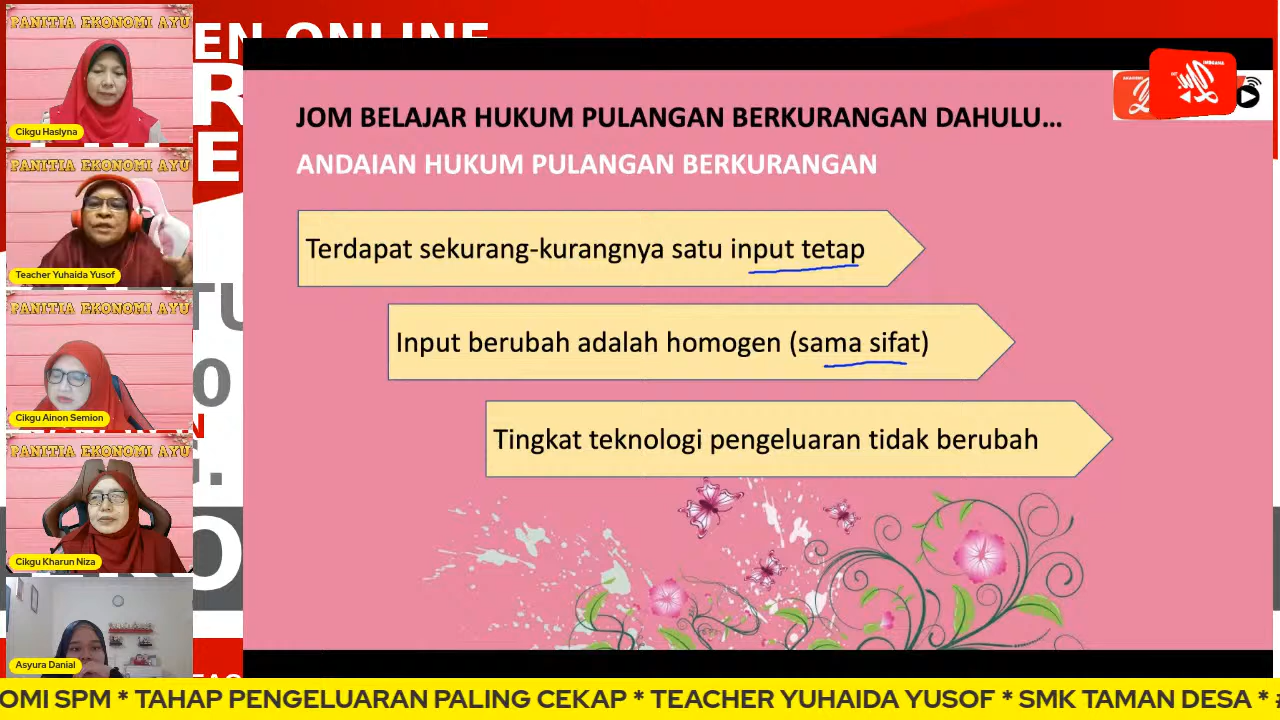 PANITIA EKONOMI AYU
Cikgu Haslyna
PANITIA EKONOMI AYU
Teacher Yuhaida Yusof
PANITIA EKONOMI AYU
Cikgu Ainon Semion
PANITIA EKONOMI AYU
Cikgu Kharun Niza
Asyura Danial
EN ONLINE
JOM BELAJAR HUKUM PULANGAN BERKURANGAN DAHULU...
ANDAIAN HUKUM PULANGAN BERKURANGAN
Terdapat sekurang-kurangnya satu input tetap
Input berubah adalah homogen (sama sifat)
Tingkat teknologi pengeluaran tidak berubah
OMI SPM * TAHAP PENGELUARAN PALING CEKAP * TEACHER YUHAIDA YUSOF * SMK TAMAN DESA *